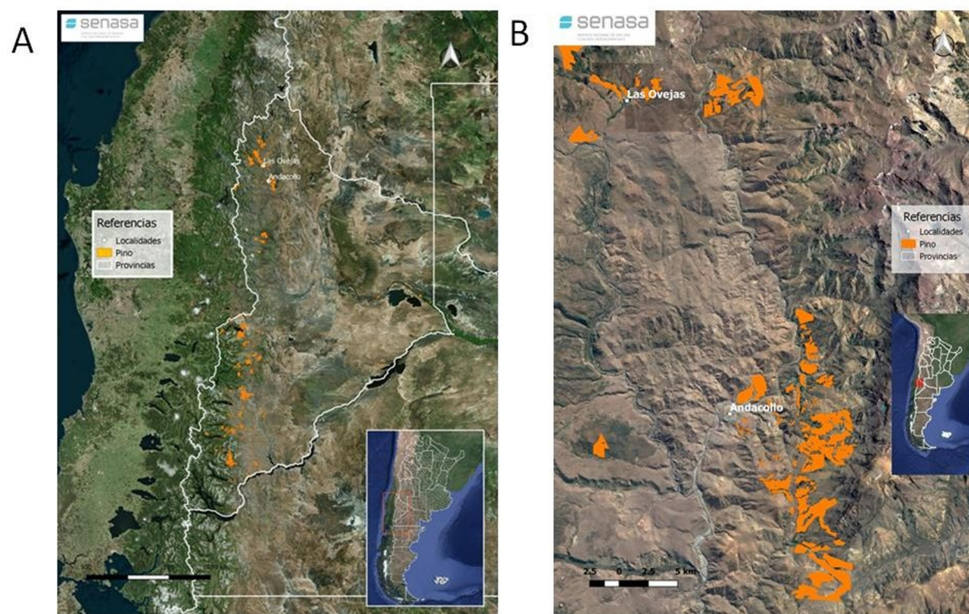 A
senasa
Las Ovejas
Andacollo
Referencias
Localidades
Pino
Provincias
B
senasa
Las Ovejas
Referencias
Localidades
Pino
Provincias
Andacollo
2.5 0 2.5 5 km